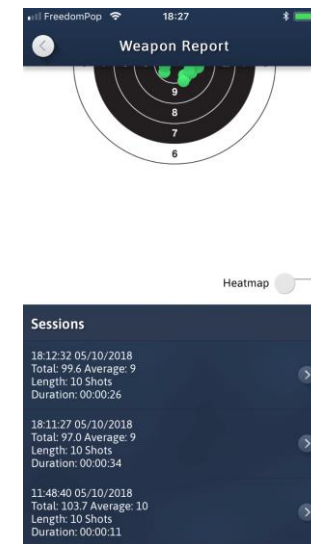 FreedomPop 18:27
Weapon Report
9
8
7
6
Heatmap
Sessions
18:12:32 05/10/2018
Total: 99.6 Average: 9
Length: 10 Shots
Duration: 00:00:26
18:11:27 05/10/2018
Total: 97.0 Average: 9
Length: 10 Shots
Duration: 00:00:34
11:48:40 05/10/2018
Total: 103.7 Average: 10
Length: 10 Shots
Duration: 00:00:11